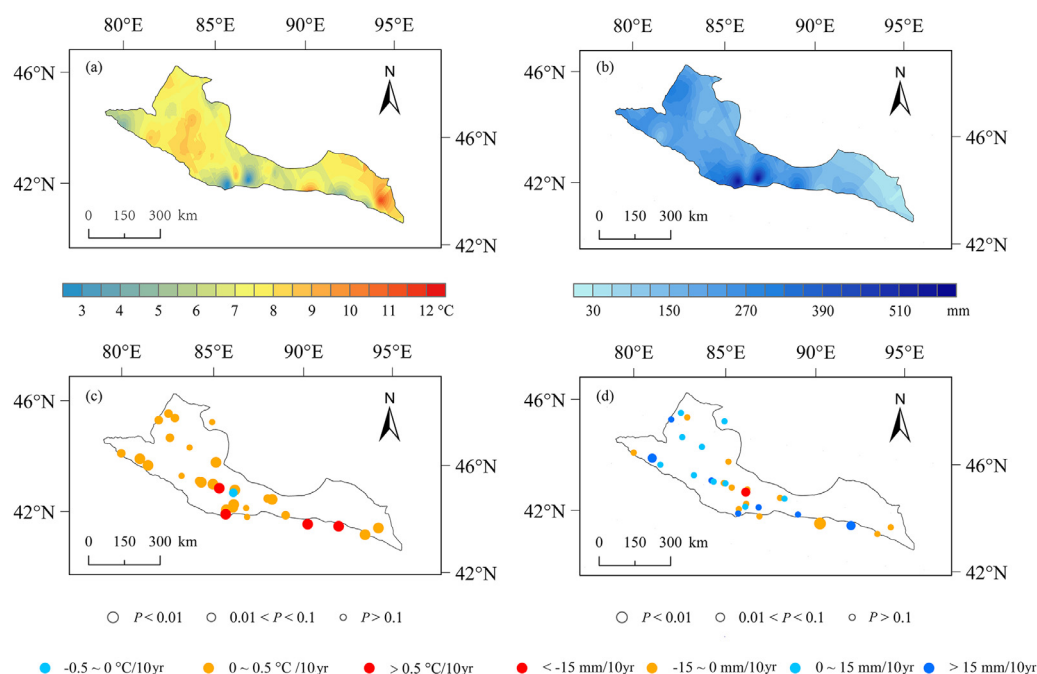 80°E 85°E 90°E 95°E 80°E 85°E 90°E 95°E
46°N (a) N 46°N (b) N
46°N 46°N
42°N 42°N
0 150 300 km 0 150 300 km
42°N 42°N
3 4 5 6 7 8 9 10 11 12 °C 30 150 270 390 510 mm
80°E 85°E 90°E 95°E 80°E 85°E 90°E 95°E
46°N (c) N 46°N (d) N
46°N 46°N
42°N 42°N
0 150 300 km 0 150 300 km
42°N 42°N
P < 0.01 0.01 < P < 0.1 P > 0.1 P < 0.01 0.01 < P < 0.1 P > 0.1
-0.5 ~ 0 °C/10yr 0 ~ 0.5 °C /10yr > 0.5 °C/10yr < -15 mm/10yr -15 ~ 0 mm/10yr 0 ~ 15 mm/10yr > 15 mm/10yr